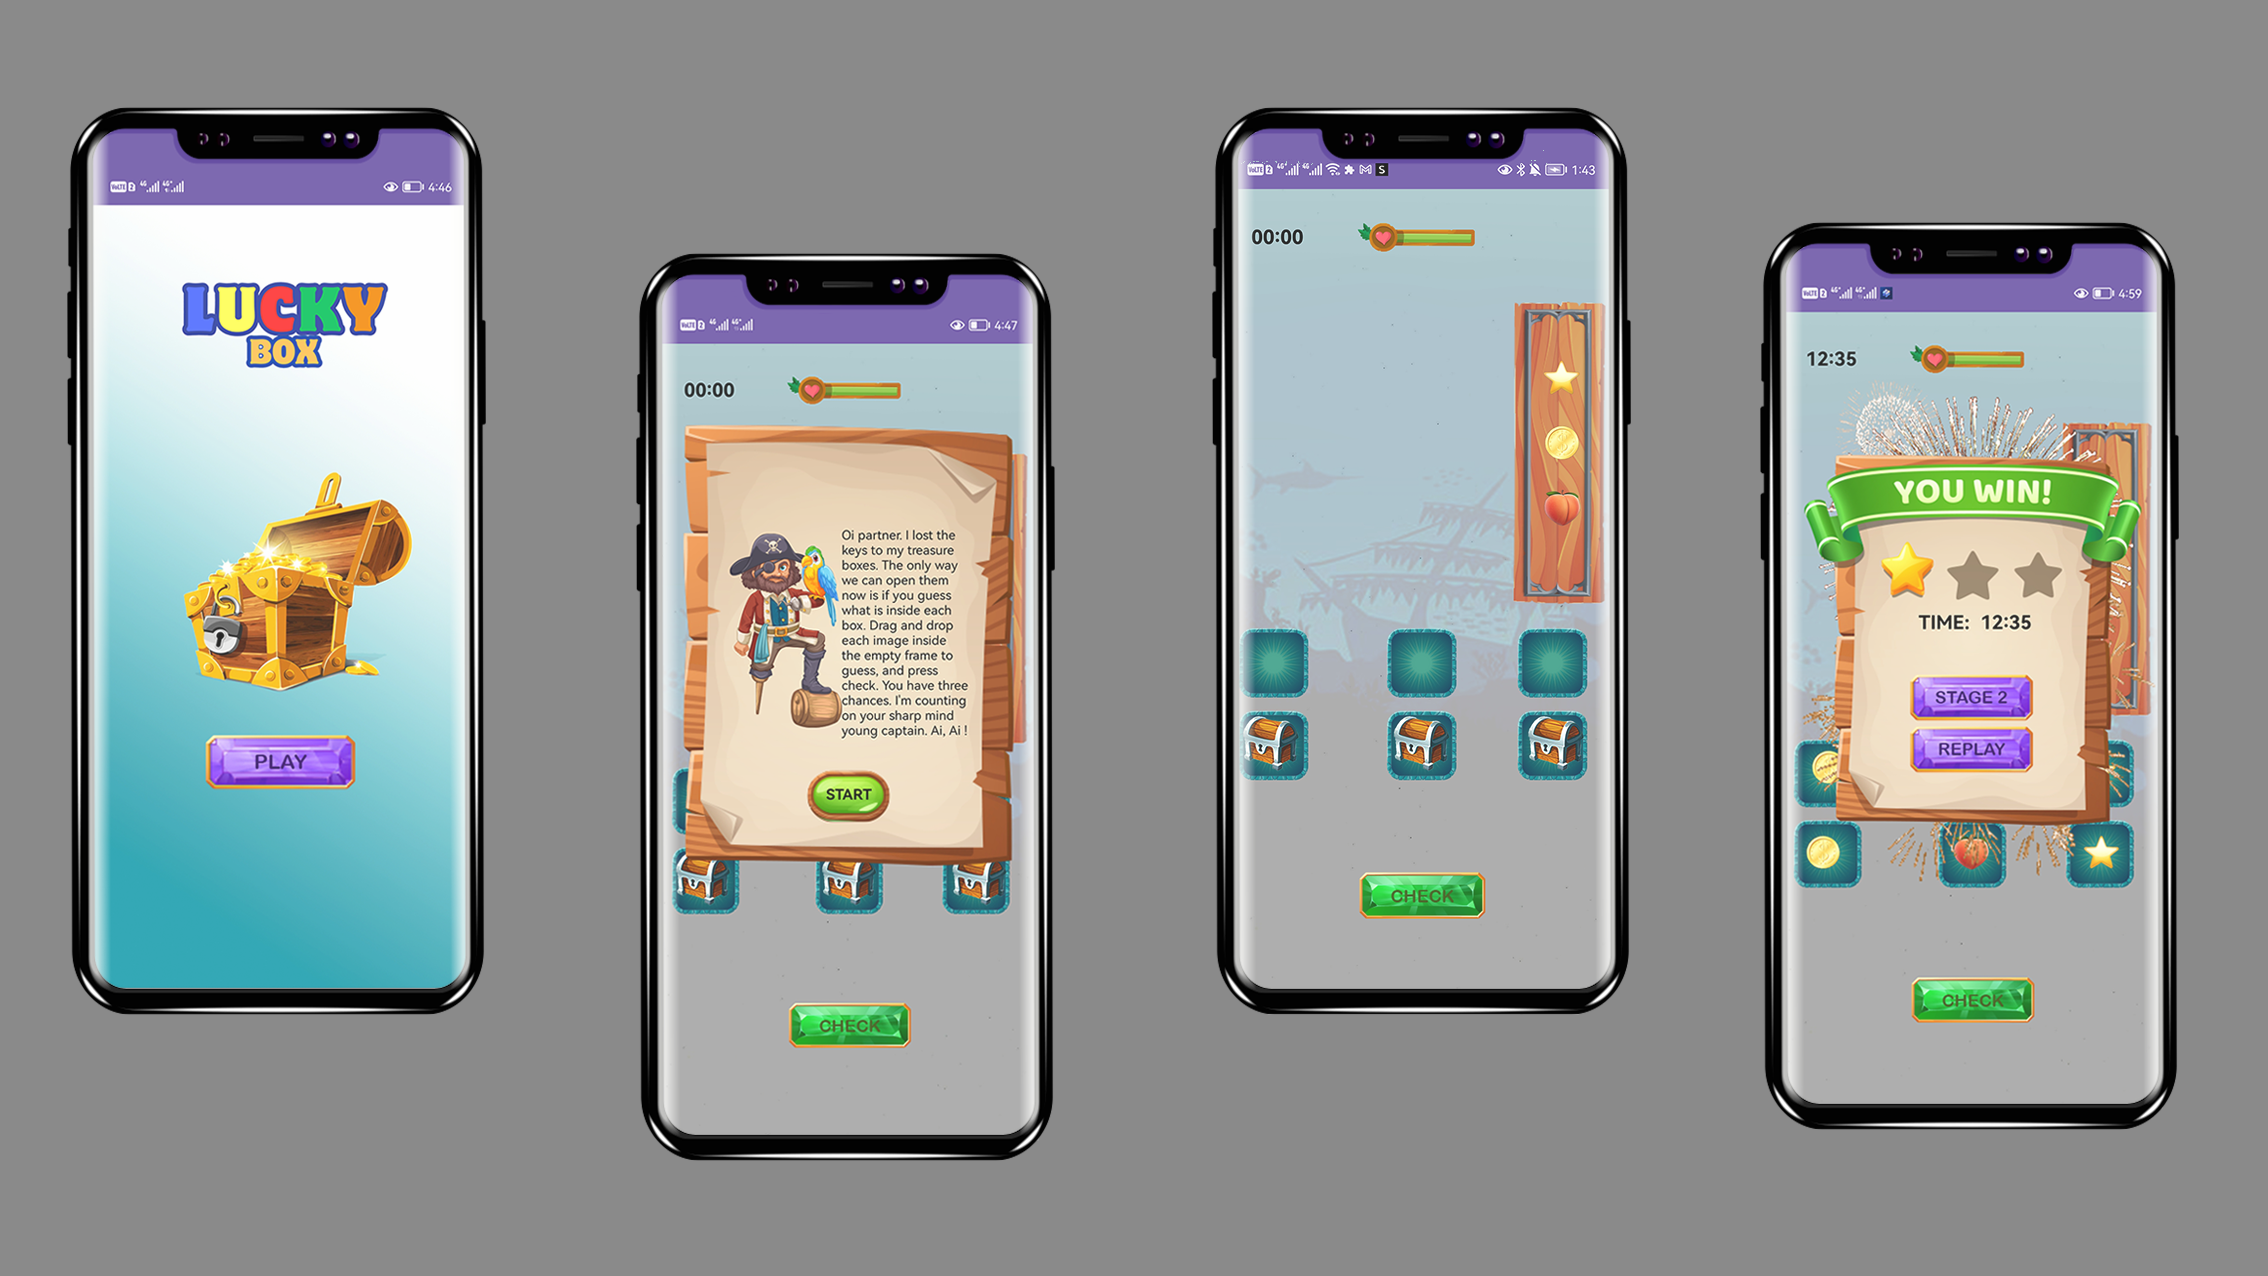 4:46
LUCKY
BOX
PLAY
4:47
00:00
Oi partner. I lost the
keys to my treasure
boxes. The only way
we can open them
now is if you guess
what is inside each
box. Drag and drop
each image inside
the empty frame to
guess, and press
check. You have three
chances. I'm counting
on your sharp mind
young captain. Ai, Ai !
START
CHECK
S
1:43
00:00
CHECK
4:59
12:35
YOU WIN!
TIME: 12:35
STAGE 2
REPLAY
CHECK